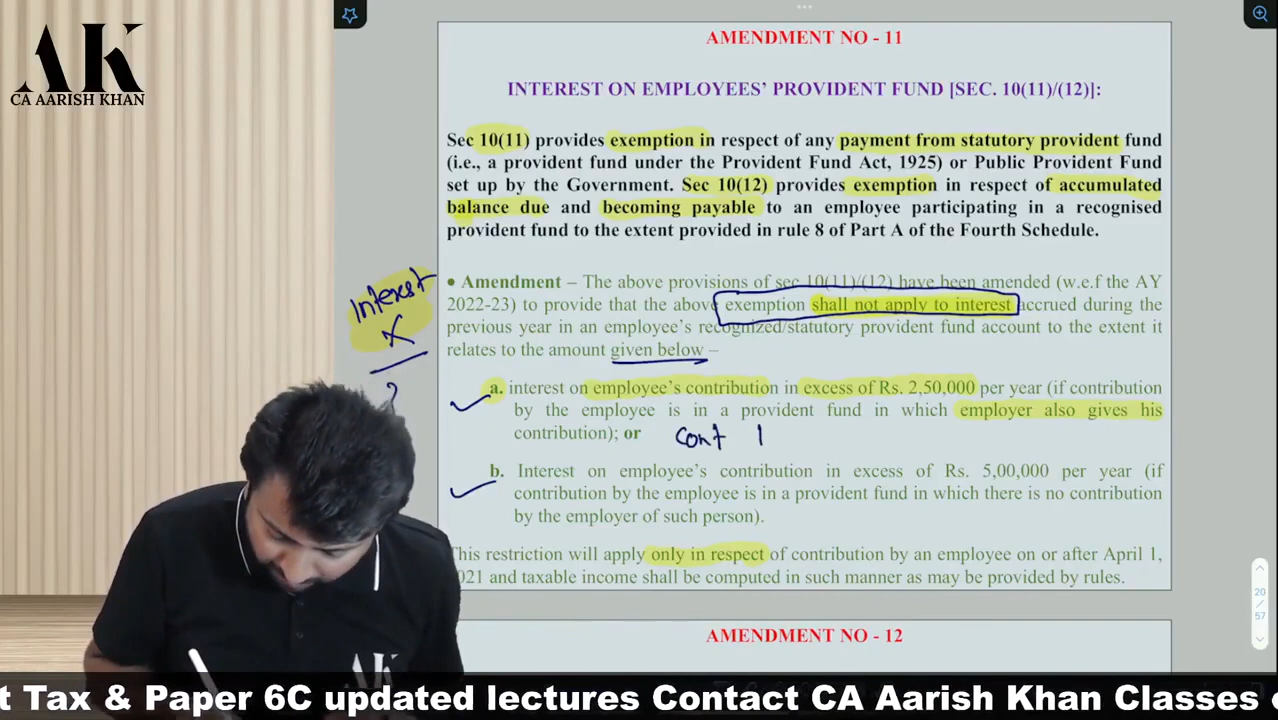 AK
CA AARISH KHAN
AMENDMENT NO - 11
INTEREST ON EMPLOYEES' PROVIDENT FUND [SEC. 10(11)/(12)]:
Sec 10(11) provides exemption in respect of any payment from statutory provident fund
(i.e., a provident fund under the Provident Fund Act, 1925) or Public Provident Fund
set up by the Government. Sec 10(12) provides exemption in respect of accumulated
balance due and becoming payable to an employee participating in a recognised
provident fund to the extent provided in rule 8 of Part A of the Fourth Schedule.
• Amendment – The above provisions of sec 10(11)/(12) have been amended (w.e.f the AY
2022-23) to provide that the above exemption shall not apply to interest accrued during the
previous year in an employee's recognized/statutory provident fund account to the extent it
relates to the amount given below –
Interest
X
?
a. interest on employee's contribution in excess of Rs. 2,50,000 per year (if contribution
by the employee is in a provident fund in which employer also gives his
contribution); or cont 1
b. Interest on employee's contribution in excess of Rs. 5,00,000 per year (if
contribution by the employee is in a provident fund in which there is no contribution
by the employer of such person).
This restriction will apply only in respect of contribution by an employee on or after April 1,
2021 and taxable income shall be computed in such manner as may be provided by rules.
20
/
57
AMENDMENT NO - 12
AK
t Tax & Paper 6C updated lectures Contact CA Aarish Khan Classes